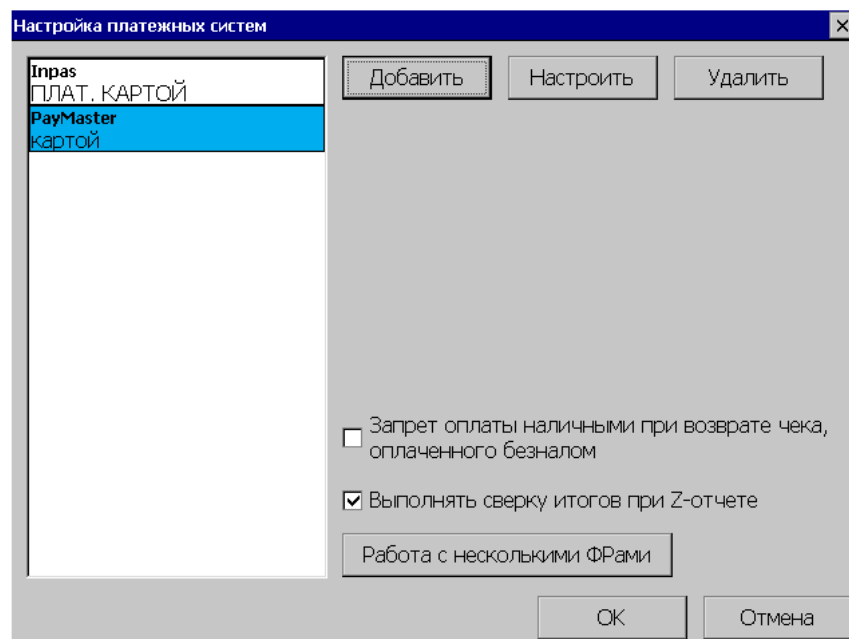 Настройка платежных систем
Inpas
ПЛАТ. КАРТОЙ
PayMaster
картой
Добавить
Настроить
Удалить
Запрет оплаты наличными при возврате чека,
оплаченного безналом
Выполнять сверку итогов при Z-отчете
Работа с несколькими ФРами
OK
Отмена